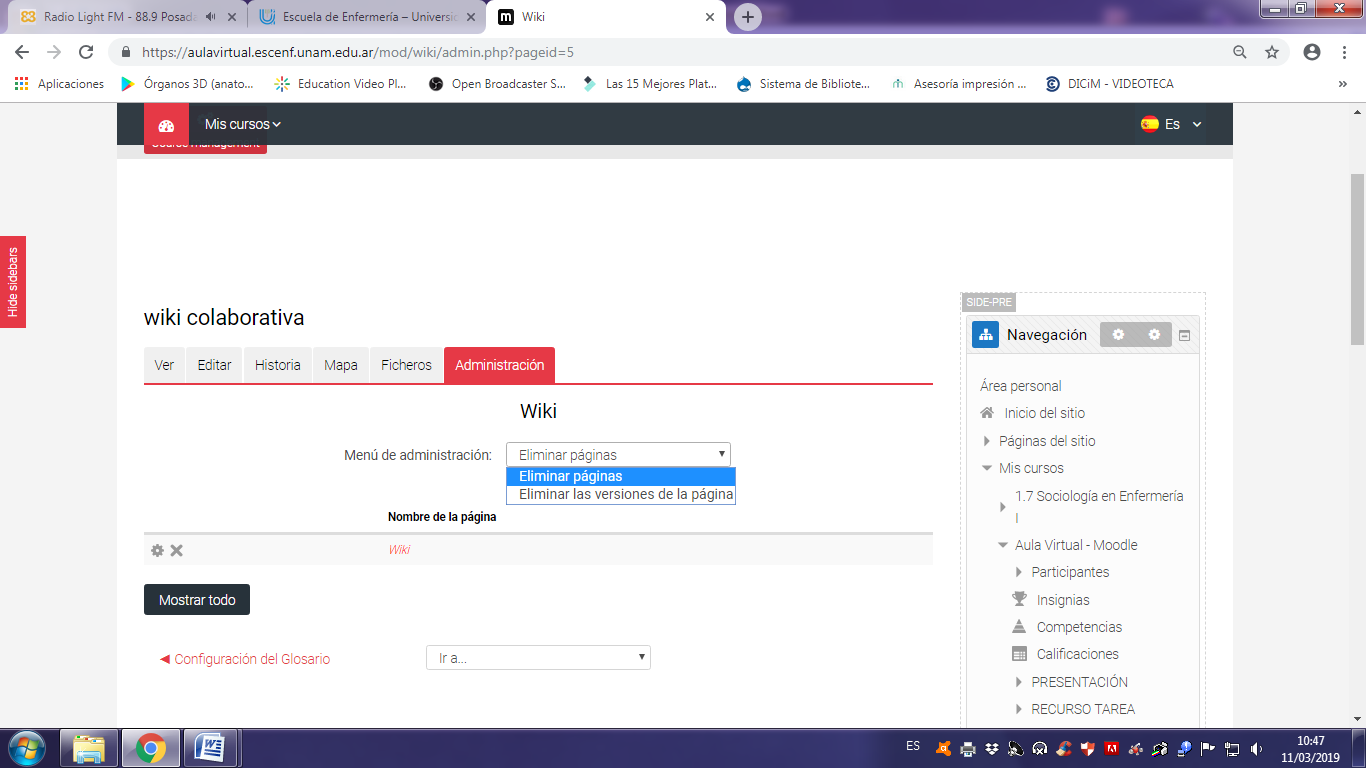 Radio Light FM - 88.9 Posada
Escuela de Enfermería – Universid
Wiki
https://aulavirtual.escenf.unam.edu.ar/mod/wiki/admin.php?pageid=5
Aplicaciones
Órganos 3D (anato...
Education Video Pl...
Open Broadcaster S...
Las 15 Mejores Plat...
Sistema de Bibliote...
Asesoría impresión ...
DICiM - VIDEOTECA
»
Mis cursos
Es
Course management
Hide sidebars
wiki colaborativa
Ver
Editar
Historia
Mapa
Ficheros
Administración
Wiki
Menú de administración:
Eliminar páginas
Eliminar páginas
Eliminar las versiones de la página
Nombre de la página
Wiki
Mostrar todo
◀ Configuración del Glosario
Ir a...
SIDE-PRE
Navegación
Área personal
Inicio del sitio
Páginas del sitio
Mis cursos
1.7 Sociología en Enfermería
I
Aula Virtual - Moodle
Participantes
Insignias
Competencias
Calificaciones
PRESENTACIÓN
RECURSO TAREA
ES
10:47
11/03/2019